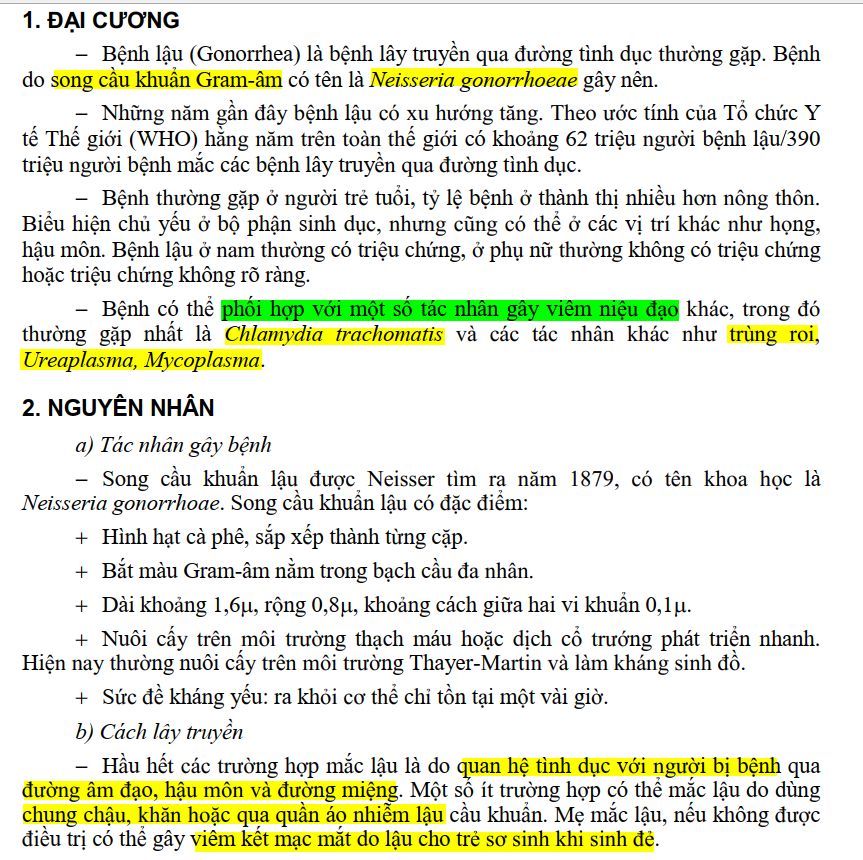 1. ĐẠI CƯƠNG
– Bệnh lậu (Gonorrhea) là bệnh lây truyền qua đường tình dục thường gặp. Bệnh
do song cầu khuẩn Gram-âm có tên là Neisseria gonorrhoeae gây nên.
– Những năm gần đây bệnh lậu có xu hướng tăng. Theo ước tính của Tổ chức Y
tế Thế giới (WHO) hằng năm trên toàn thế giới có khoảng 62 triệu người bệnh lậu/390
triệu người bệnh mắc các bệnh lây truyền qua đường tình dục.
– Bệnh thường gặp ở người trẻ tuổi, tỷ lệ bệnh ở thành thị nhiều hơn nông thôn.
Biểu hiện chủ yếu ở bộ phận sinh dục, nhưng cũng có thể ở các vị trí khác như họng,
hậu môn. Bệnh lậu ở nam thường có triệu chứng, ở phụ nữ thường không có triệu chứng
hoặc triệu chứng không rõ ràng.
– Bệnh có thể phối hợp với một số tác nhân gây viêm niệu đạo khác, trong đó
thường gặp nhất là Chlamydia trachomatis và các tác nhân khác như trùng roi,
Ureaplasma, Mycoplasma.
2. NGUYÊN NHÂN
a) Tác nhân gây bệnh
– Song cầu khuẩn lậu được Neisser tìm ra năm 1879, có tên khoa học là
Neisseria gonorrhoae. Song cầu khuẩn lậu có đặc điểm:
+ Hình hạt cà phê, sắp xếp thành từng cặp.
+ Bắt màu Gram-âm nằm trong bạch cầu đa nhân.
+ Dài khoảng 1,6µ, rộng 0,8µ, khoảng cách giữa hai vi khuẩn 0,1µ.
+ Nuôi cấy trên môi trường thạch máu hoặc dịch cổ trướng phát triển nhanh.
Hiện nay thường nuôi cấy trên môi trường Thayer-Martin và làm kháng sinh đồ.
+ Sức đề kháng yếu: ra khỏi cơ thể chỉ tồn tại một vài giờ.
b) Cách lây truyền
– Hầu hết các trường hợp mắc lậu là do quan hệ tình dục với người bị bệnh qua
đường âm đạo, hậu môn và đường miệng. Một số ít trường hợp có thể mắc lậu do dùng
chung chậu, khăn hoặc qua quần áo nhiễm lậu cầu khuẩn. Mẹ mắc lậu, nếu không được
điều trị có thể gây viêm kết mạc mắt do lậu cho trẻ sơ sinh khi sinh đẻ.